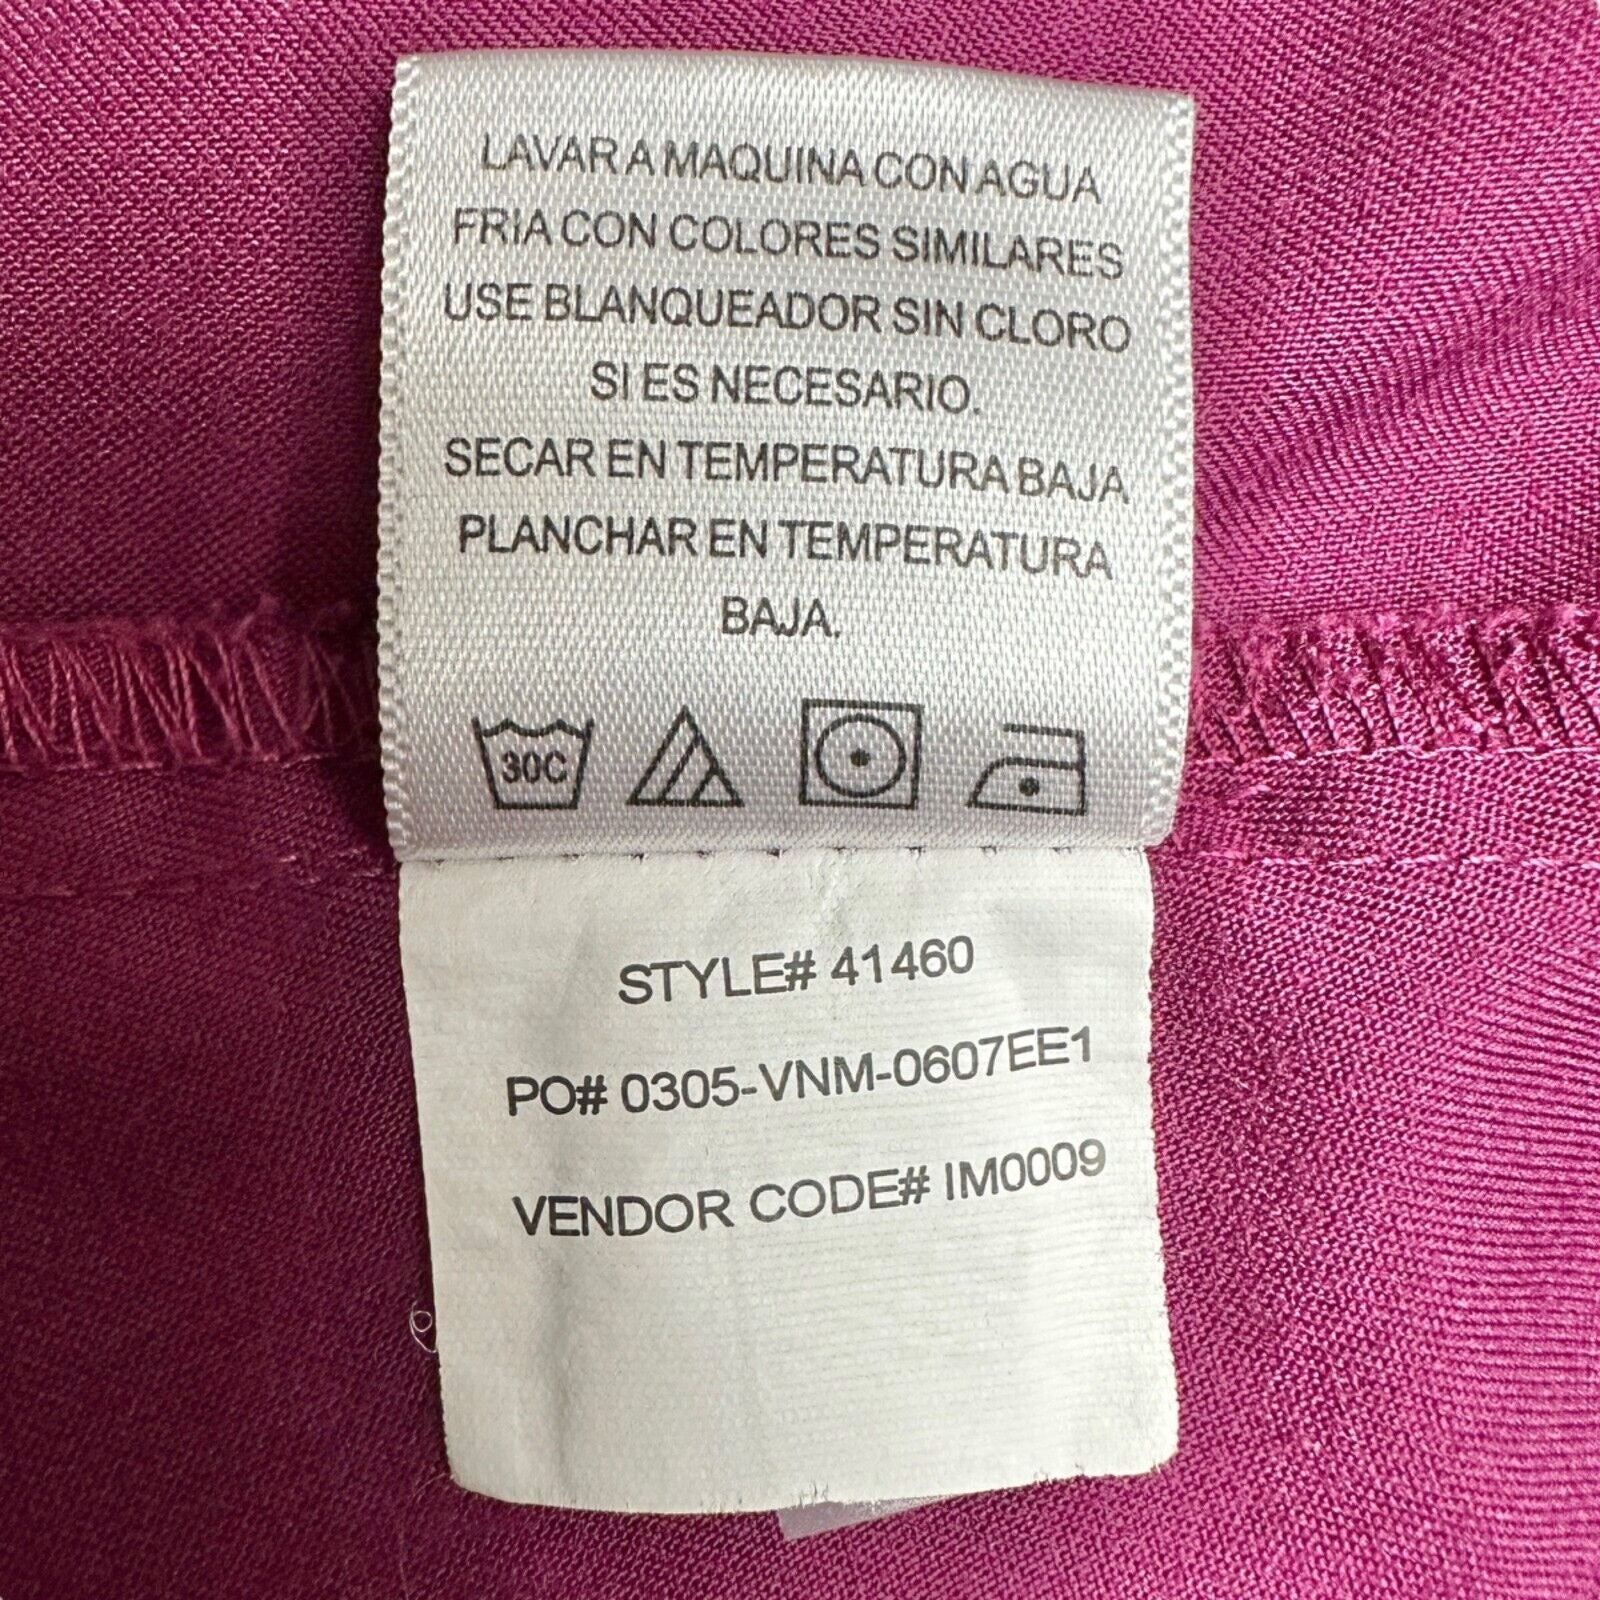 LAVAR A MAQUINA CON AGUA
FRIA CON COLORES SIMILARES
USE BLANQUEADOR SIN CLORO
SI ES NECESARIO.
SECAR EN TEMPERATURA BAJA
PLANCHAR EN TEMPERATURA
BAJA.
30C
STYLE# 41460
PO# 0305-VNM-0607EE1
VENDOR CODE# IM0009